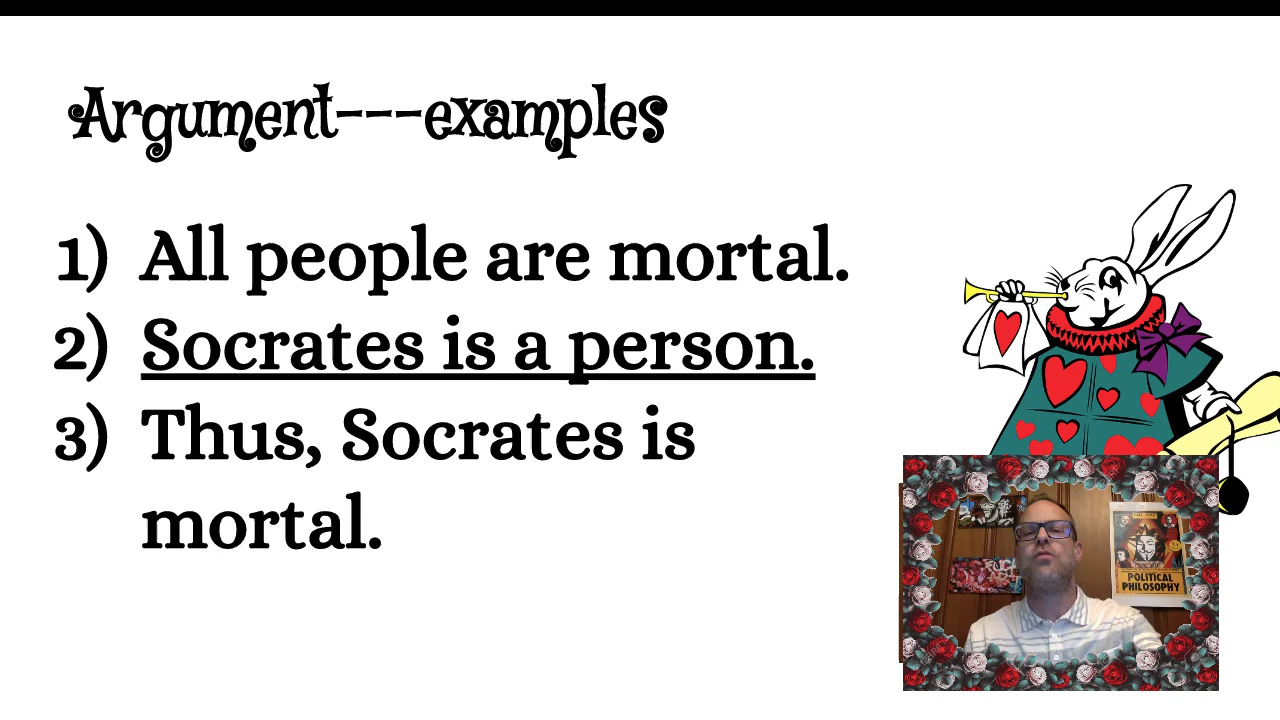 Argument---examples
1) All people are mortal.
2) Socrates is a person.
3) Thus, Socrates is
mortal.
POLITICAL
PHILOSOPHY